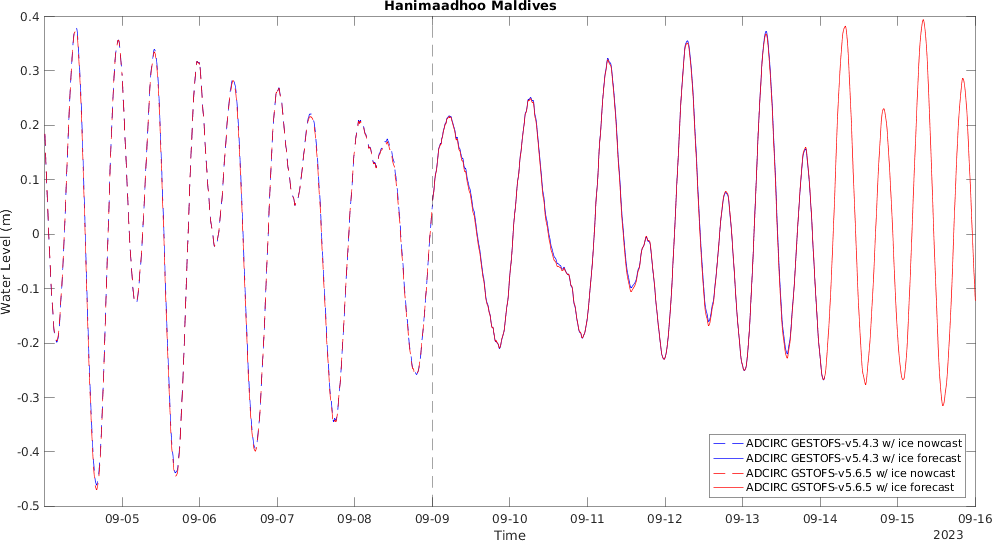 Hanimaadhoo Maldives
0.4
0.3
0.2
0.1
0
-0.1
-0.2
-0.3
-0.4
-0.5
Water Level (m)
ADCIRC GESTOFS-v5.4.3 w/ ice nowcast
ADCIRC GESTOFS-v5.4.3 w/ ice forecast
ADCIRC GSTOFS-v5.6.5 w/ ice nowcast
ADCIRC GSTOFS-v5.6.5 w/ ice forecast
09-05 09-06 09-07 09-08 09-09 09-10 09-11 09-12 09-13 09-14 09-15 09-16
Time
2023